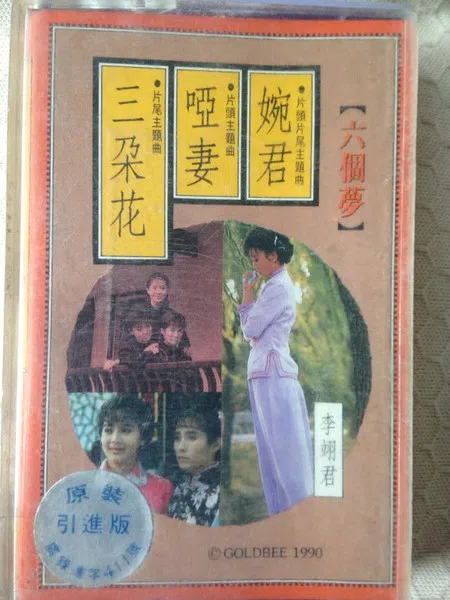 【六個夢】
婉君
●片頭片尾主題曲
啞妻
●片頭主題曲
三朶花
●片尾主題曲
李翊君
原裝
引進版
© GOLDBEE 1990